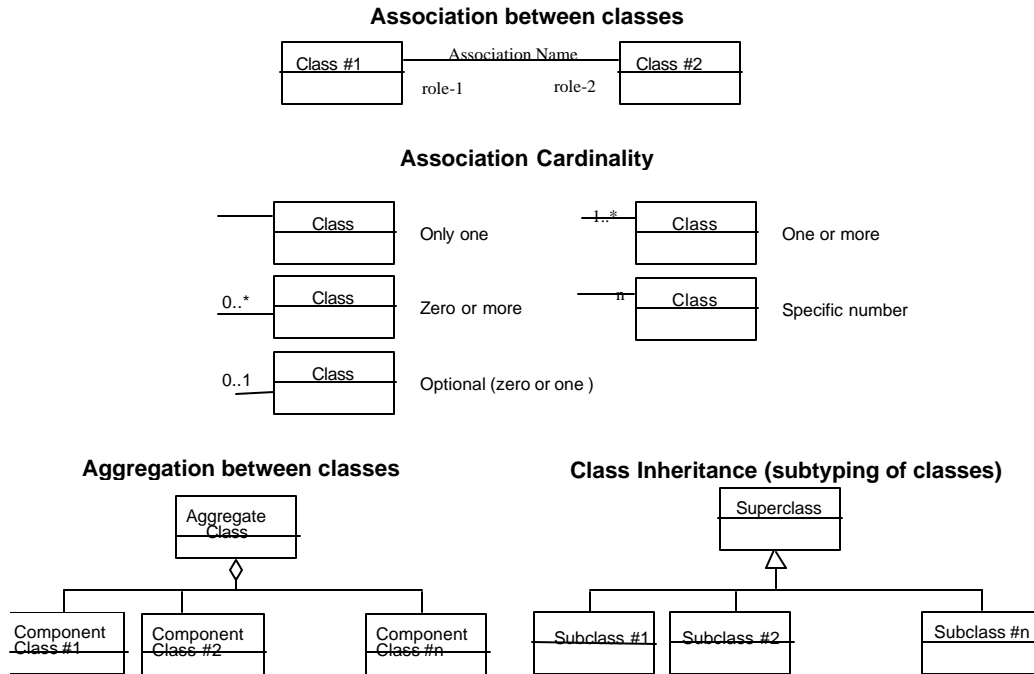 Association between classes
Class #1
Association Name
Class #2
role-1
role-2
Association Cardinality
Class
Only one
1..*
Class
One or more
0..*
Class
Zero or more
n
Class
Specific number
0..1
Class
Optional (zero or one )
Aggregation between classes
Class Inheritance (subtyping of classes)
Aggregate
Class
Superclass
Component
Class #1
Component
Class #2
Component
Class #n
Subclass #1
Subclass #2
Subclass #n